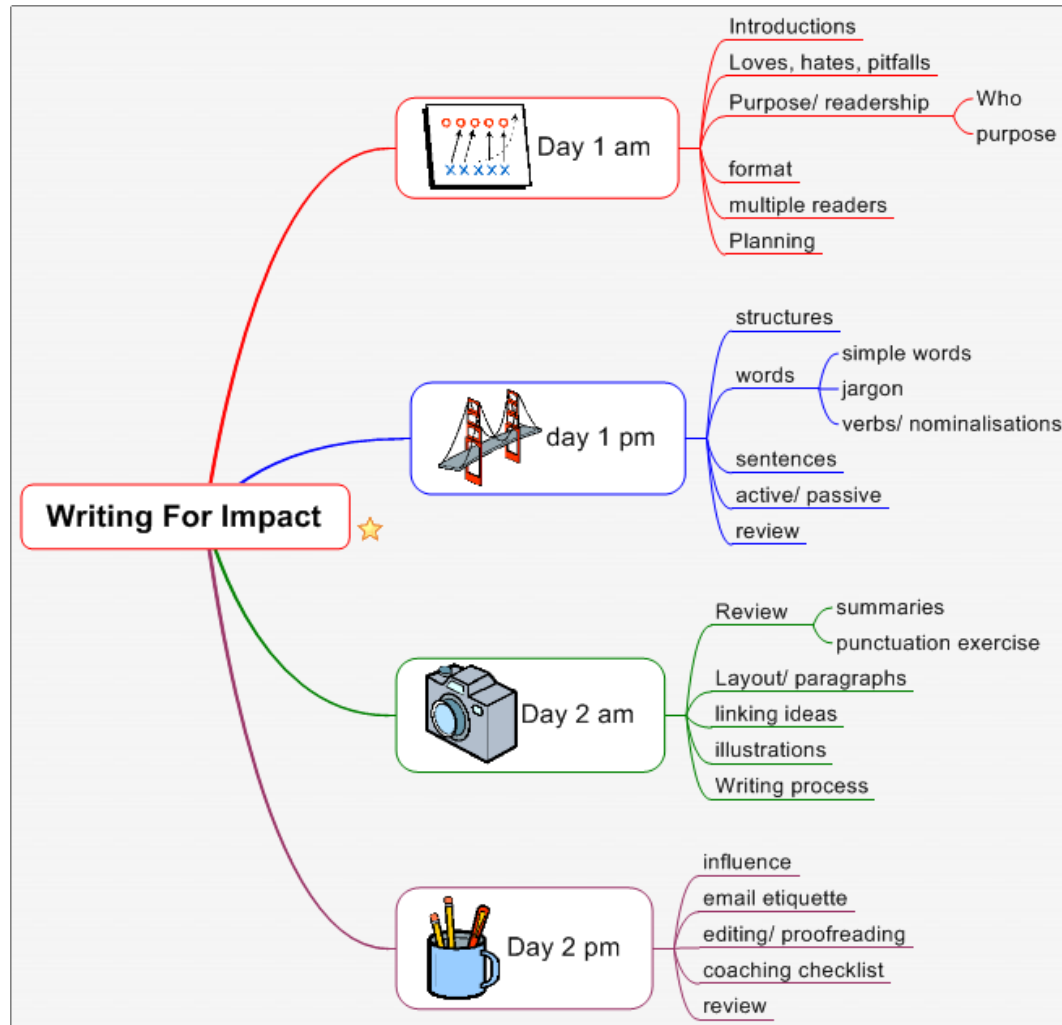 Writing For Impact
Day 1 am
Introductions
Loves, hates, pitfalls
Purpose/ readership
Who
purpose
format
multiple readers
Planning
day 1 pm
structures
words
simple words
jargon
verbs/ nominalisations
sentences
active/ passive
review
Day 2 am
Review
summaries
punctuation exercise
Layout/ paragraphs
linking ideas
illustrations
Writing process
Day 2 pm
influence
email etiquette
editing/ proofreading
coaching checklist
review